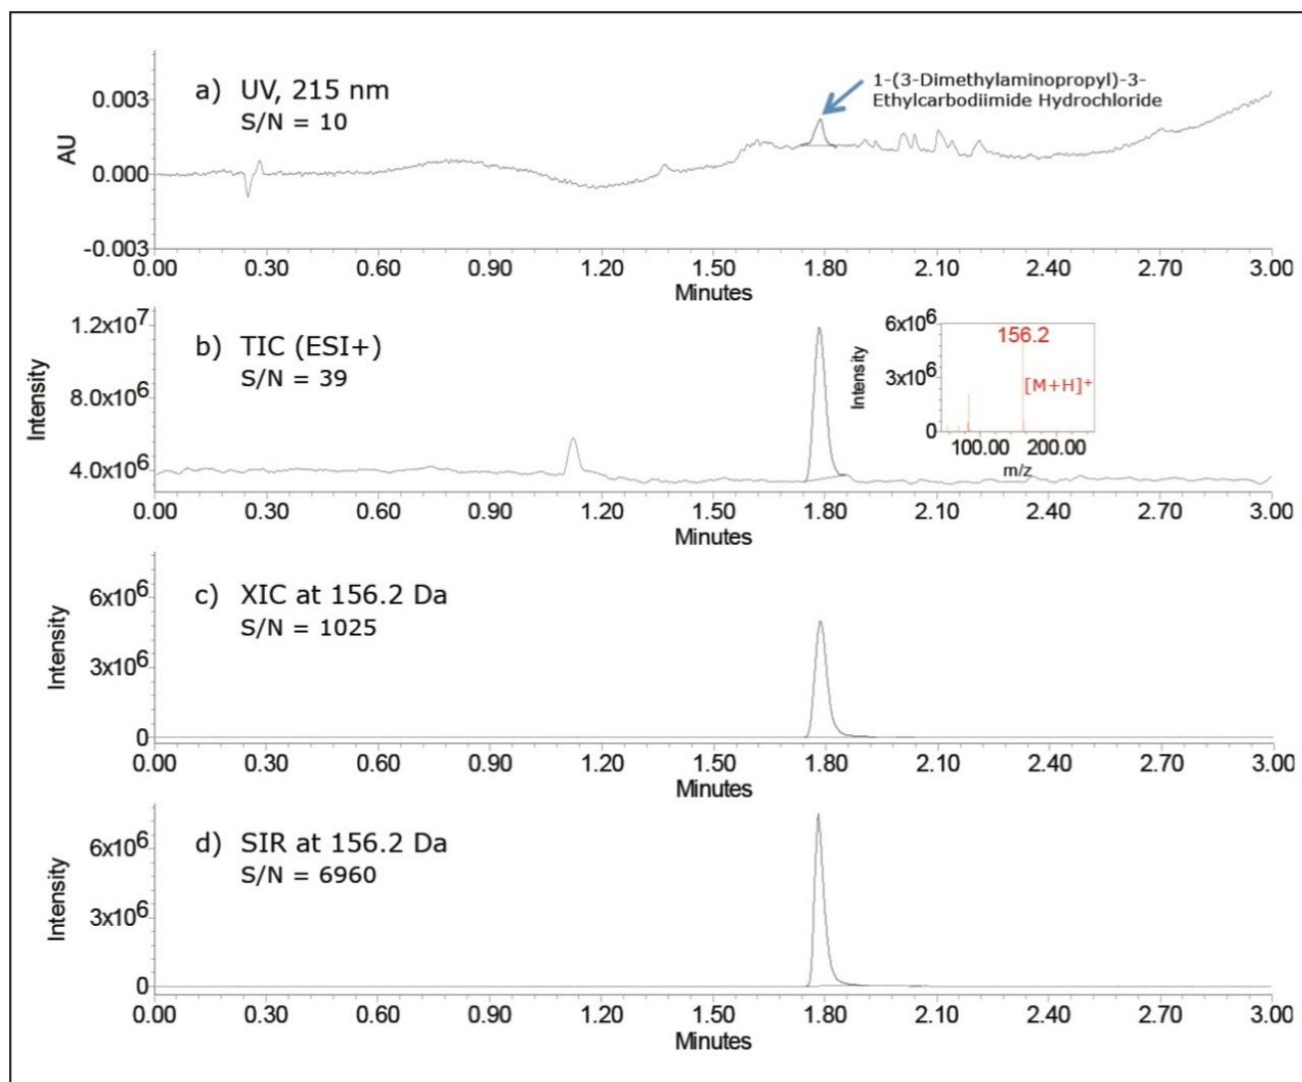 a) UV, 215 nm
S/N = 10
1-(3-Dimethylaminopropyl)-3-
Ethylcarbodiimide Hydrochloride
AU
0.003
0.000
-0.003
0.00 0.30 0.60 0.90 1.20 1.50 1.80 2.10 2.40 2.70 3.00
Minutes
b) TIC (ESI+)
S/N = 39
Intensity
1.2x10⁷
8.0x10⁶
4.0x10⁶
Intensity
6x10⁶
3x10⁶
0
156.2
[M+H]⁺
100.00 200.00
m/z
0.00 0.30 0.60 0.90 1.20 1.50 1.80 2.10 2.40 2.70 3.00
Minutes
c) XIC at 156.2 Da
S/N = 1025
Intensity
6x10⁶
3x10⁶
0
0.00 0.30 0.60 0.90 1.20 1.50 1.80 2.10 2.40 2.70 3.00
Minutes
d) SIR at 156.2 Da
S/N = 6960
Intensity
6x10⁶
3x10⁶
0
0.00 0.30 0.60 0.90 1.20 1.50 1.80 2.10 2.40 2.70 3.00
Minutes